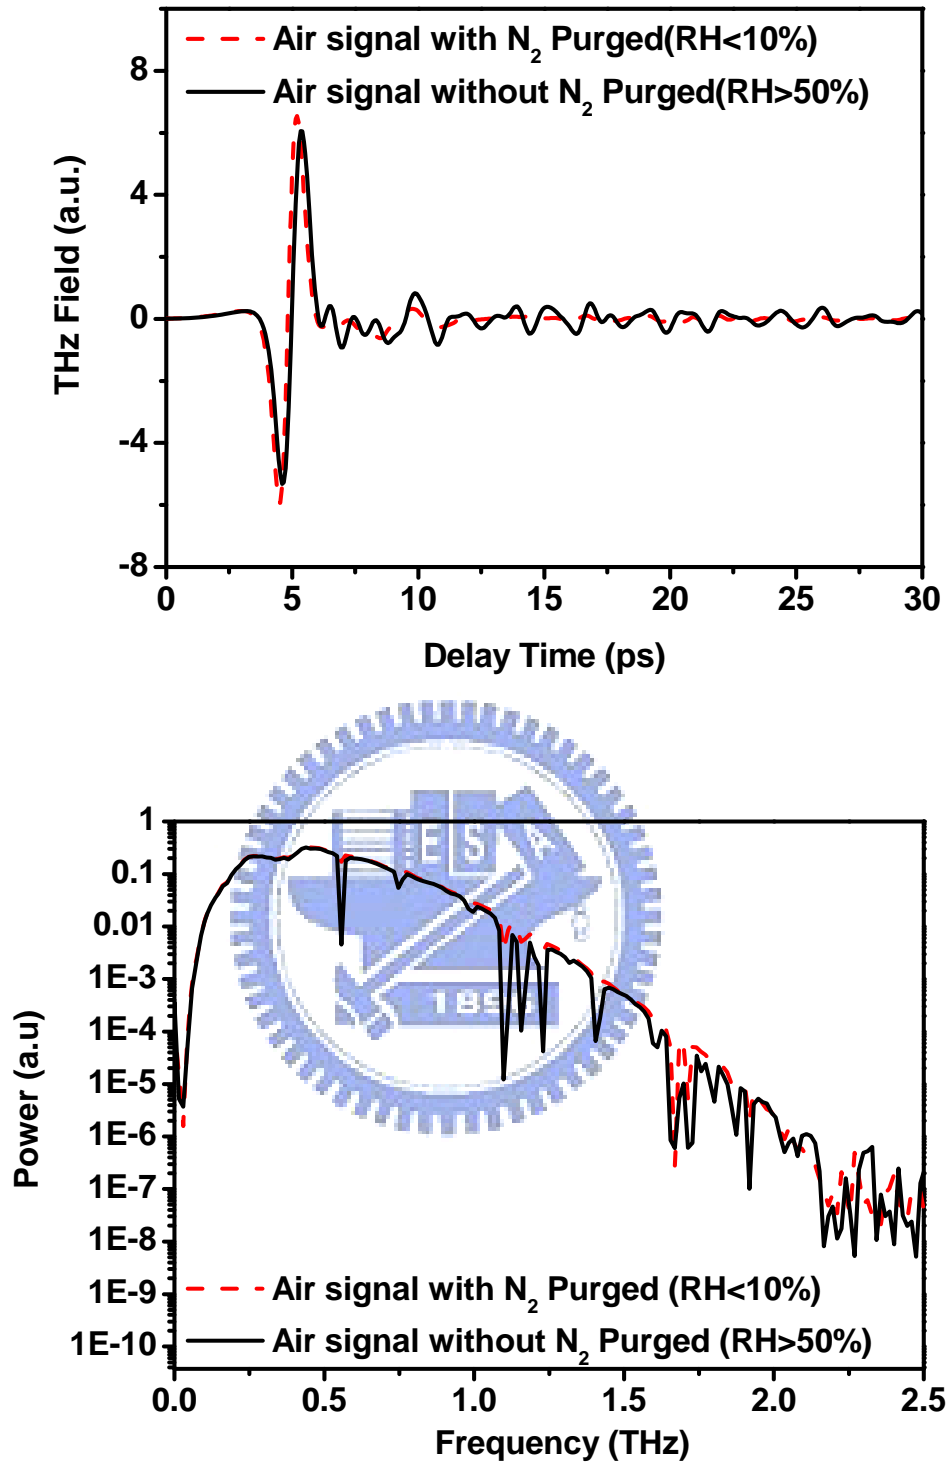 Air signal with N2 Purged(RH<10%)
Air signal without N2 Purged(RH>50%)
8
4
0
-4
-8
THz Field (a.u.)
0 5 10 15 20 25 30
Delay Time (ps)
1
0.1
0.01
1E-3
1E-4
1E-5
1E-6
1E-7
1E-8
1E-9
1E-10
Power (a.u)
E S A
189
Air signal with N2 Purged (RH<10%)
Air signal without N2 Purged (RH>50%)
0.0 0.5 1.0 1.5 2.0 2.5
Frequency (THz)